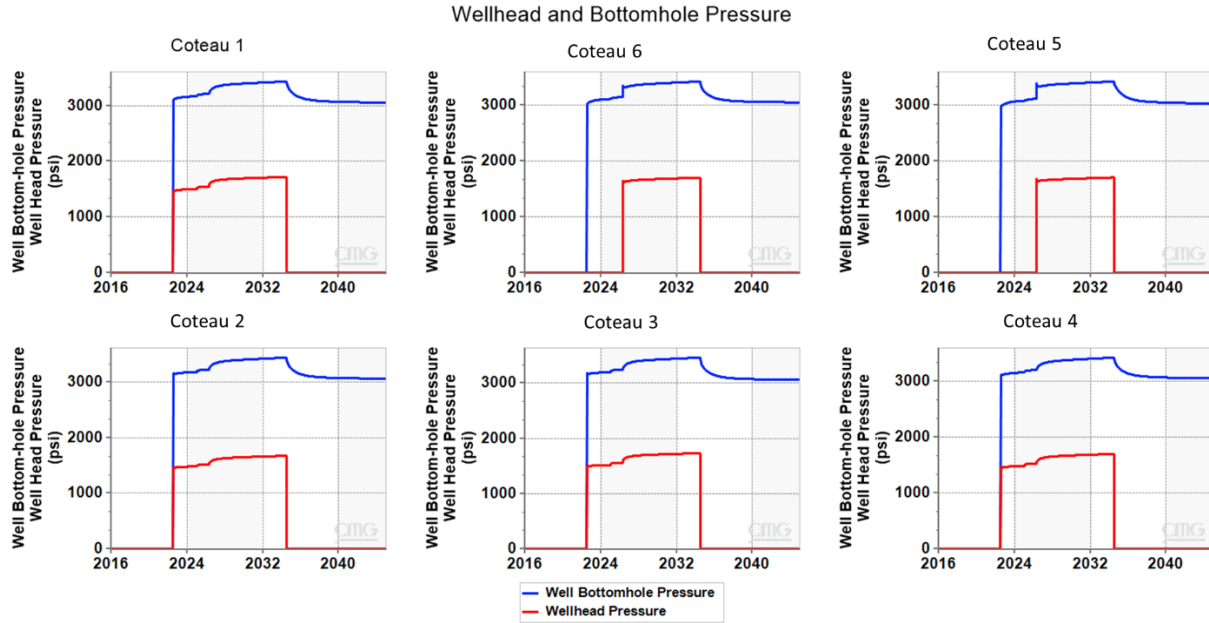 Wellhead and Bottomhole Pressure
Coteau 1
Well Bottom-hole Pressure
Well Head Pressure
(psi)
3000
2000
1000
0
2016
2024
2032
2040
CMG
Coteau 6
Well Bottom-hole Pressure
Well Head Pressure
(psi)
3000
2000
1000
0
2016
2024
2032
2040
CMG
Coteau 5
Well Bottom-hole Pressure
Well Head Pressure
(psi)
3000
2000
1000
0
2016
2024
2032
2040
CMG
Coteau 2
Well Bottom-hole Pressure
Well Head Pressure
(psi)
3000
2000
1000
0
2016
2024
2032
2040
CMG
Coteau 3
Well Bottom-hole Pressure
Well Head Pressure
(psi)
3000
2000
1000
0
2016
2024
2032
2040
CMG
Coteau 4
Well Bottom-hole Pressure
Well Head Pressure
(psi)
3000
2000
1000
0
2016
2024
2032
2040
CMG
Well Bottomhole Pressure
Wellhead Pressure